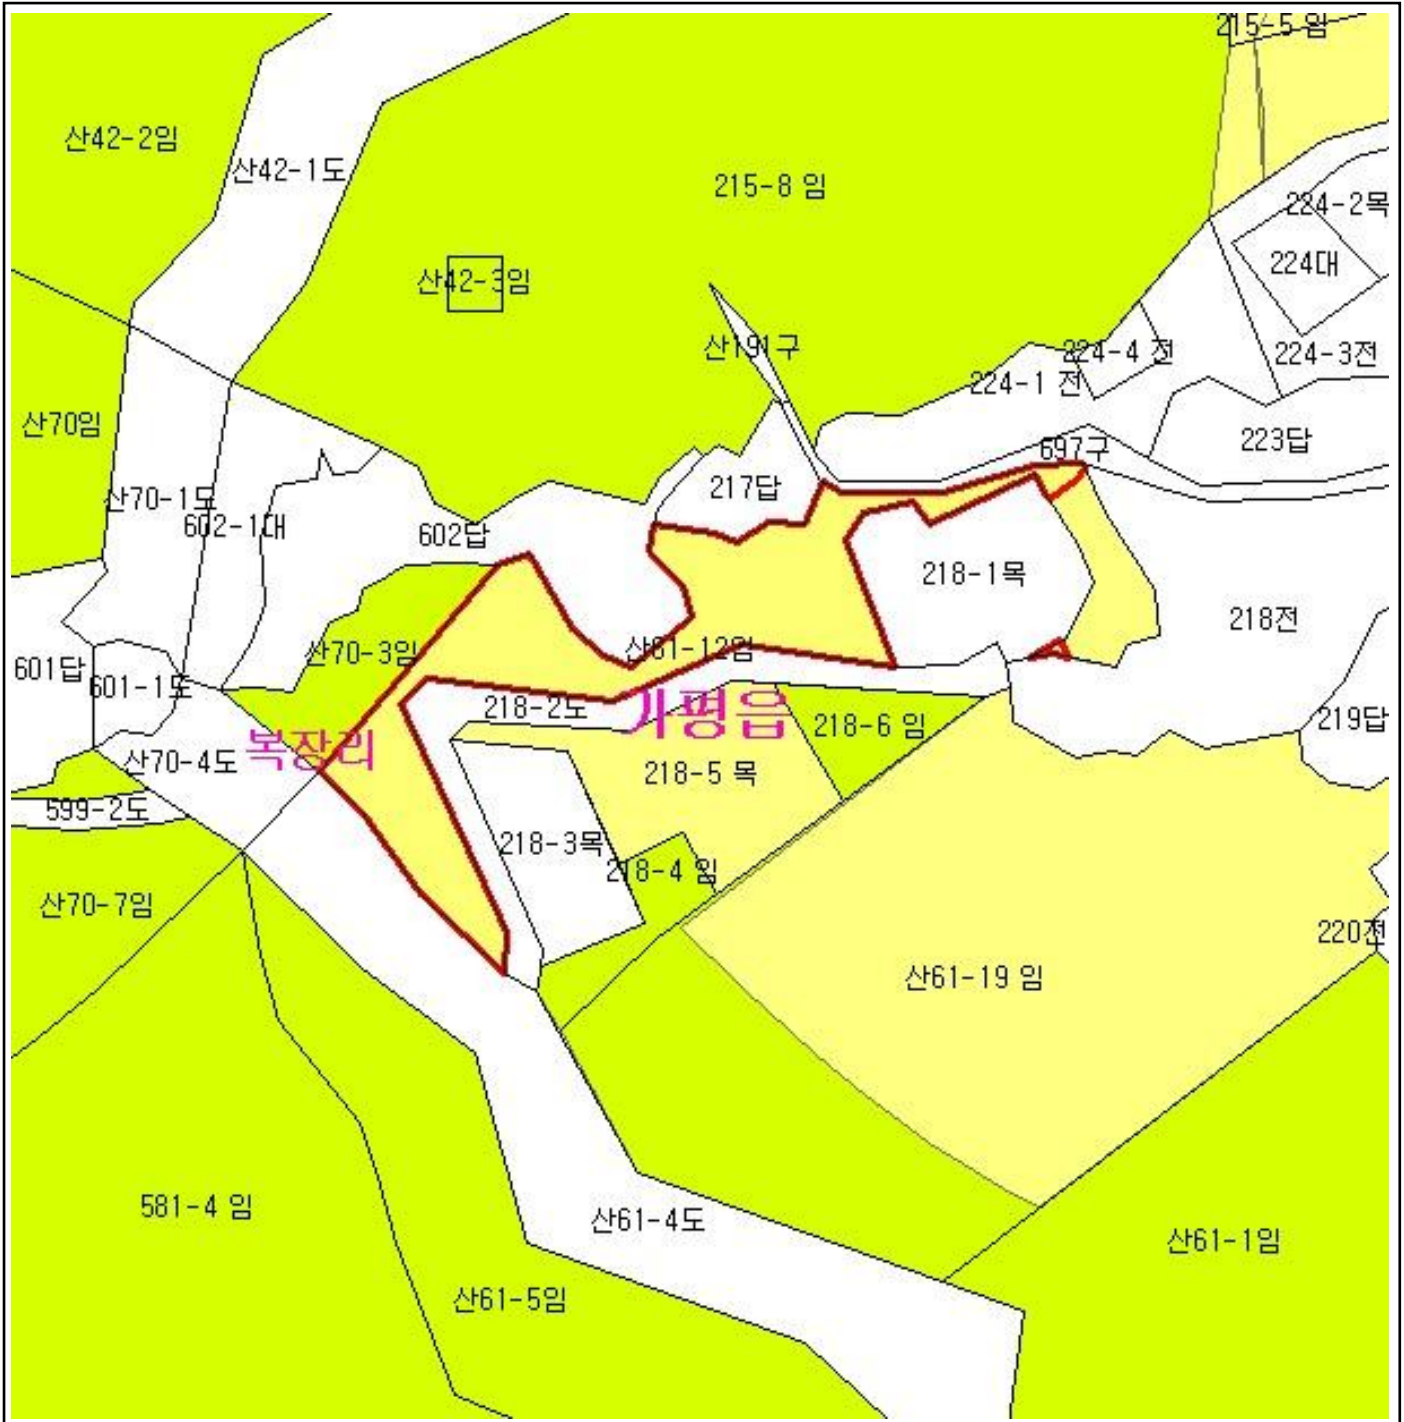 215-5 임
산42-2임
산42-1도
215-8 임
224-2목
224대
산42-3임
산191구
224-4 전
224-3전
224-1 전
산70임
223답
697구
217답
산70-1도
602-1대
602답
218-1목
218전
산70-3임
산61-12임
601답
601-1도
218-2도
가평읍
218-6 임
219답
복장리
산70-4도
218-5 목
599-2도
218-3목
218-4 임
산70-7임
220전
산61-19 임
581-4 임
산61-4도
산61-1임
산61-5임